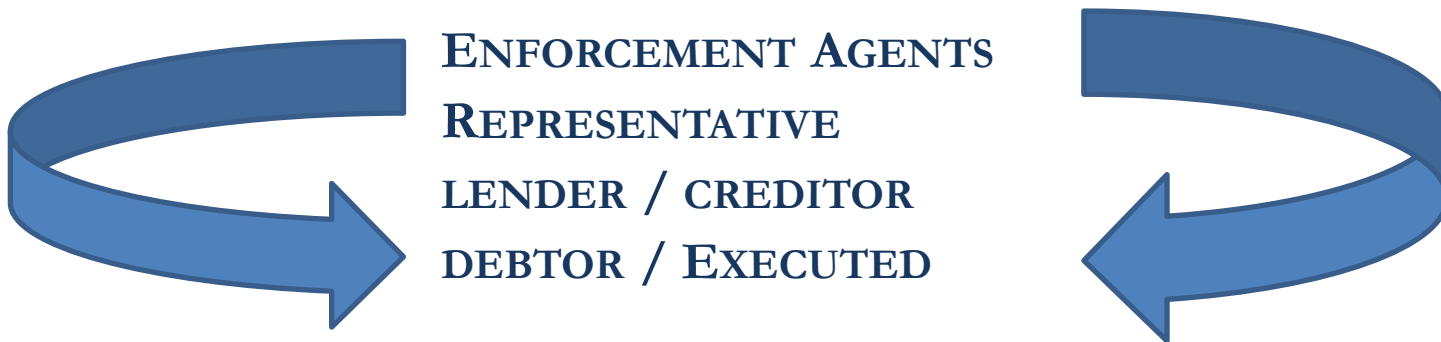 ENFORCEMENT AGENTS
REPRESENTATIVE
LENDER / CREDITOR
DEBTOR / EXECUTED